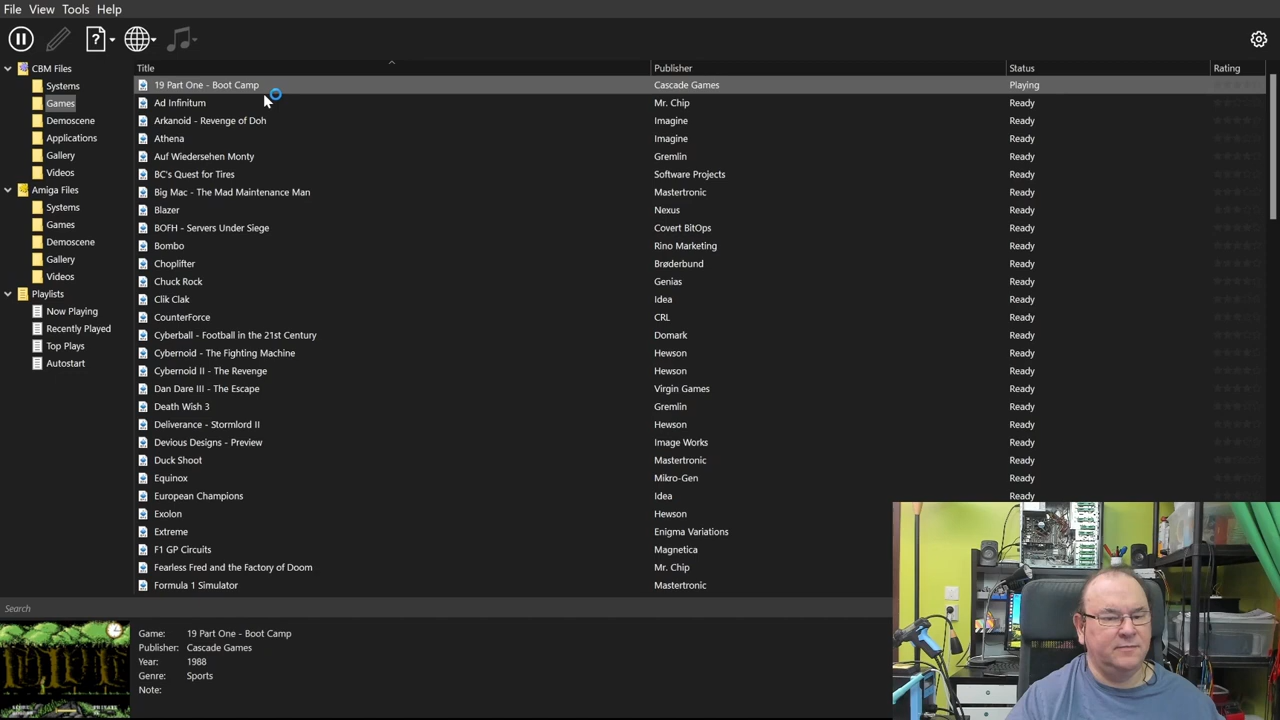 File View Tools Help
CBM Files
Systems
Games
Demoscene
Applications
Gallery
Videos
Amiga Files
Systems
Games
Demoscene
Gallery
Videos
Playlists
Now Playing
Recently Played
Top Plays
Autostart
Title Publisher Status Rating
19 Part One - Boot Camp Cascade Games Playing
Ad Infinitum Mr. Chip Ready
Arkanoid - Revenge of Doh Imagine Ready
Athena Imagine Ready
Auf Wiedersehen Monty Gremlin Ready
BC's Quest for Tires Software Projects Ready
Big Mac - The Mad Maintenance Man Mastertronic Ready
Blazer Nexus Ready
BOFH - Servers Under Siege Covert BitOps Ready
Bombo Rino Marketing Ready
Choplifter Brøderbund Ready
Chuck Rock Genias Ready
Clik Clak Idea Ready
CounterForce CRL Ready
Cyberball - Football in the 21st Century Domark Ready
Cybernoid - The Fighting Machine Hewson Ready
Cybernoid II - The Revenge Hewson Ready
Dan Dare III - The Escape Virgin Games Ready
Death Wish 3 Gremlin Ready
Deliverance - Stormlord II Hewson Ready
Devious Designs - Preview Image Works Ready
Duck Shoot Mastertronic Ready
Equinox Mikro-Gen Ready
European Champions Idea Ready
Exolon Hewson
Extreme Enigma Variations
F1 GP Circuits Magnetica
Fearless Fred and the Factory of Doom Mr. Chip
Formula 1 Simulator Mastertronic
Search
Game: 19 Part One - Boot Camp
Publisher: Cascade Games
Year: 1988
Genre: Sports
Note: